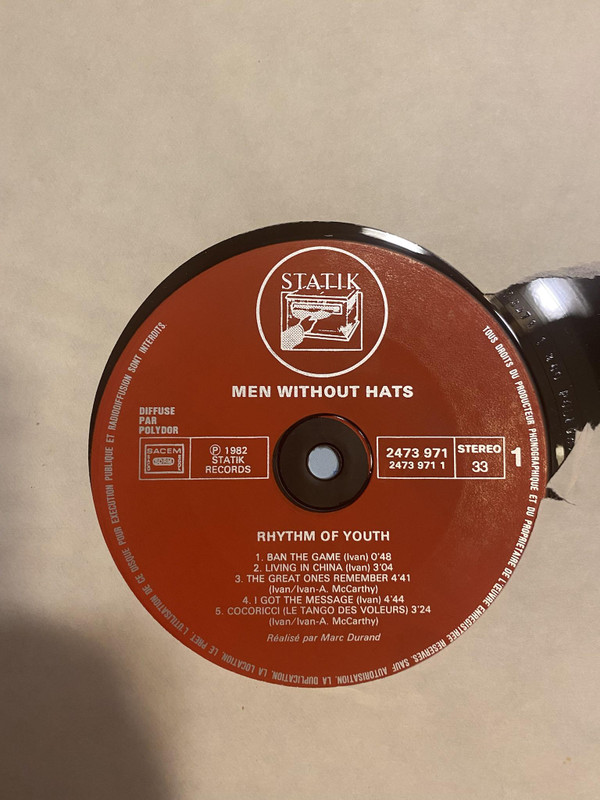 STATIK
MEN WITHOUT HATS
DIFFUSE
PAR
POLYDOR
SACEM
SACD
SDRM
SGDL
℗ 1982
STATIK
RECORDS
2473 971
2473 971 1
STEREO
33
1
RHYTHM OF YOUTH
1. BAN THE GAME (Ivan) 0'48
2. LIVING IN CHINA (Ivan) 3'04
3. THE GREAT ONES REMEMBER 4'41
(Ivan/Ivan-A. McCarthy)
4. I GOT THE MESSAGE (Ivan) 4'44
5. COCORICCI (LE TANGO DES VOLEURS) 3'24
(Ivan/Ivan-A. McCarthy)
Réalisé par Marc Durand
TOUS DROITS DU PRODUCTEUR PHONOGRAPHIQUE ET DU PROPRIETAIRE DE L'ŒUVRE ENREGISTREE RESERVES. SAUF AUTORISATION, LA DUPLICATION, LA LOCATION, LE PRET, L'UTILISATION DE CE DISQUE POUR EXECUTION PUBLIQUE ET RADIODIFFUSION SONT INTERDITS.